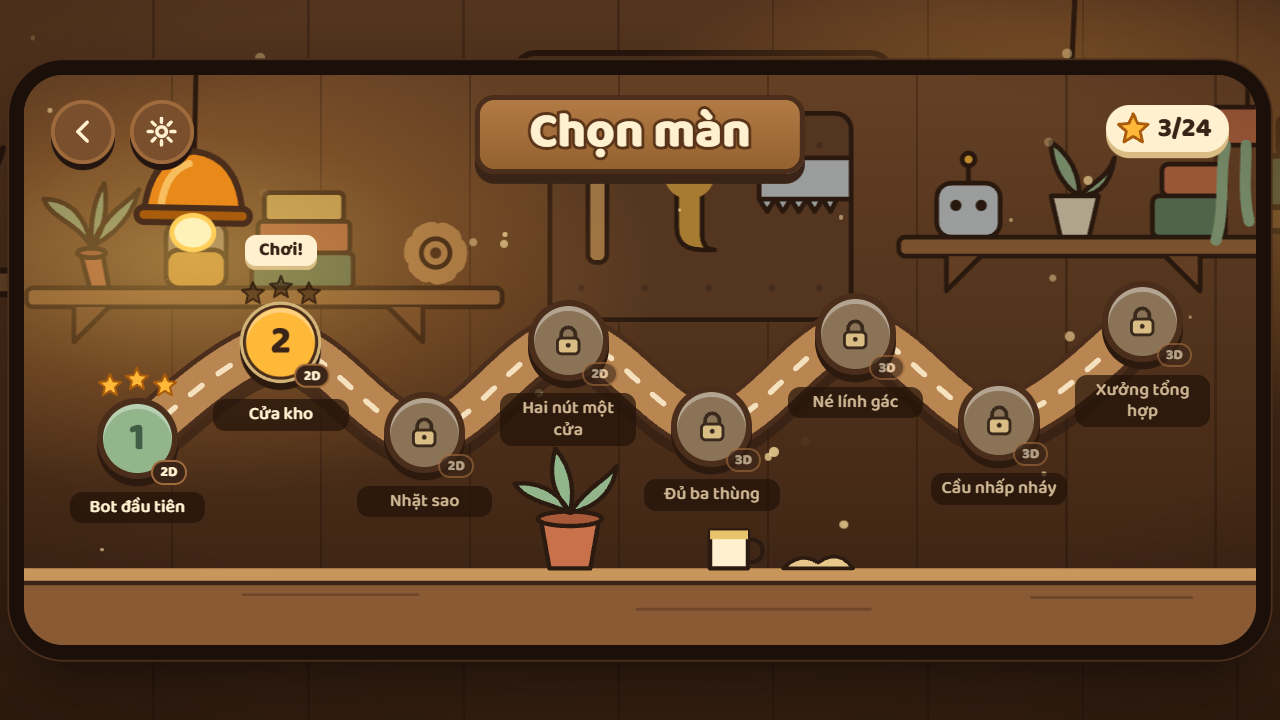 Chọn màn
3/24
Chơi!
1
2D
Bot đầu tiên
2
2D
Cửa kho
2D
Nhặt sao
2D
Hai nút một
cửa
3D
Đủ ba thùng
3D
Né lính gác
3D
Cầu nhấp nháy
3D
Xưởng tổng
hợp